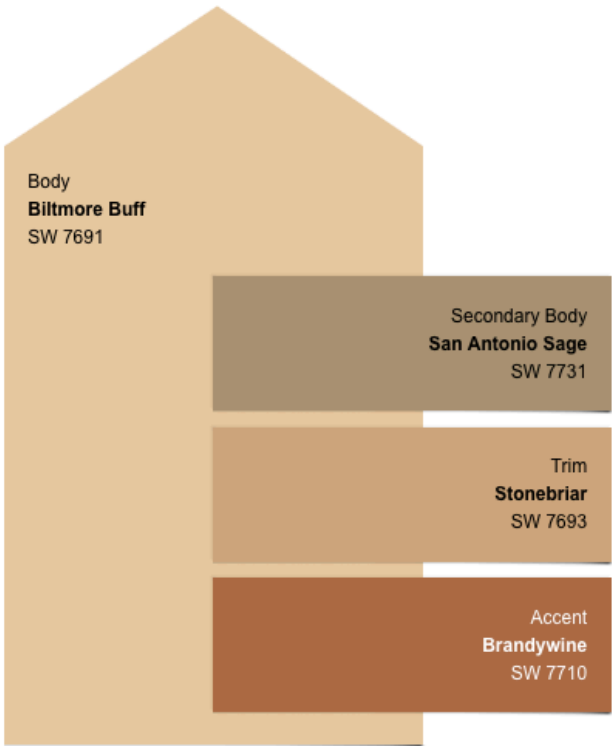 Body
Biltmore Buff
SW 7691
Secondary Body
San Antonio Sage
SW 7731
Trim
Stonebriar
SW 7693
Accent
Brandywine
SW 7710